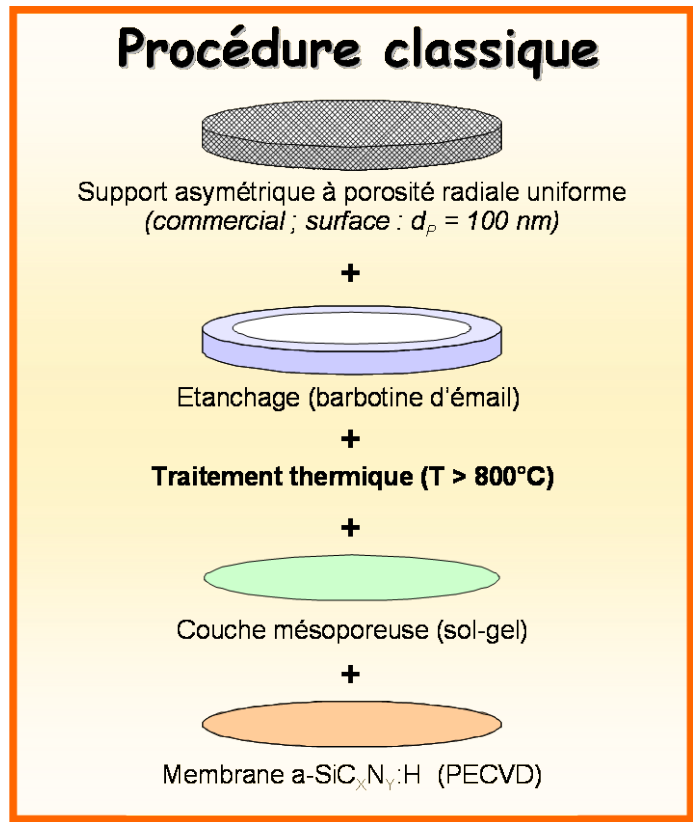 Procédure classique
Support asymétrique à porosité radiale uniforme
(commercial ; surface : dP = 100 nm)
+
Etanchage (barbotine d'émail)
+
Traitement thermique (T > 800°C)
+
Couche mésoporeuse (sol-gel)
+
Membrane a-SiCXNY:H (PECVD)